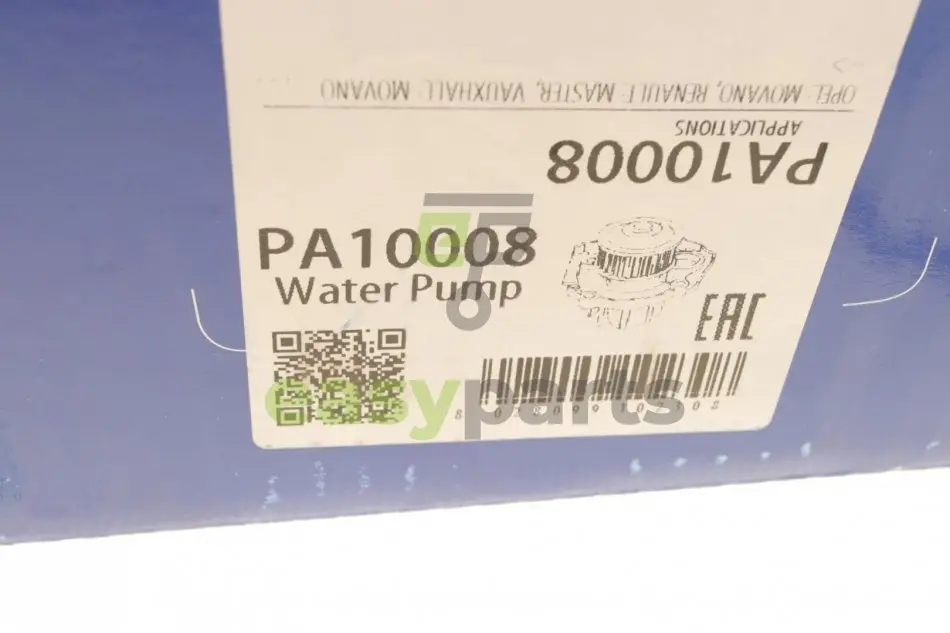 OPEL: MOVANO, RENAULT: MASTER, VAUXHALL: MOVANO
APPLICATIONS
PA10008
PA10008
Water Pump
EAC
easyparts